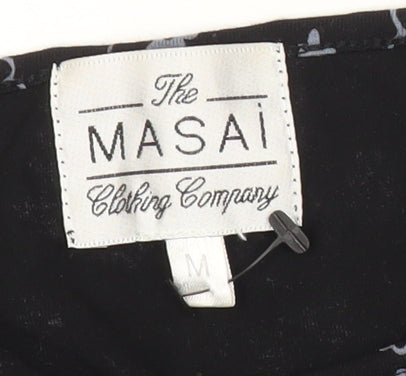 The
MASAi
Clothing Company
M